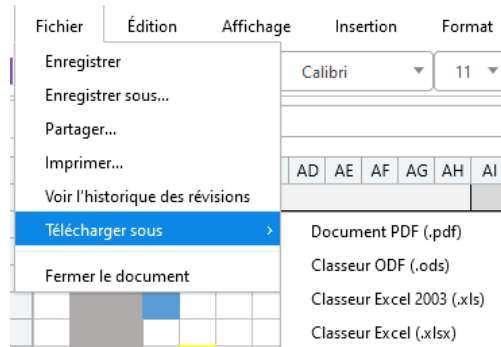 Fichier Édition Affichage Insertion Format
Enregistrer
Calibri 11
Enregistrer sous...
Partager...
Imprimer...
AD AE AF AG AH AI
Voir l'historique des révisions
Télécharger sous
Document PDF (.pdf)
Classeur ODF (.ods)
Fermer le document
Classeur Excel 2003 (.xls)
Classeur Excel (.xlsx)